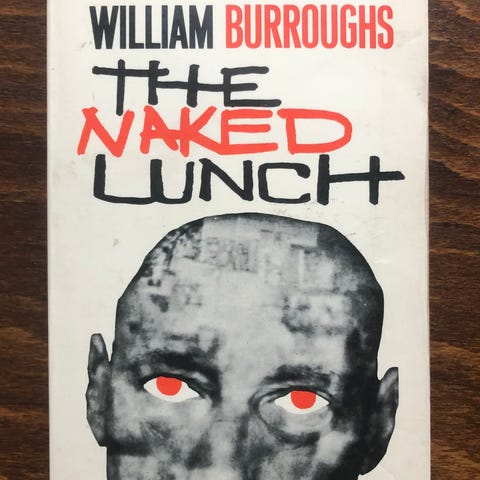 WILLIAM BURROUGHS
THE
NAKED
LUNCH